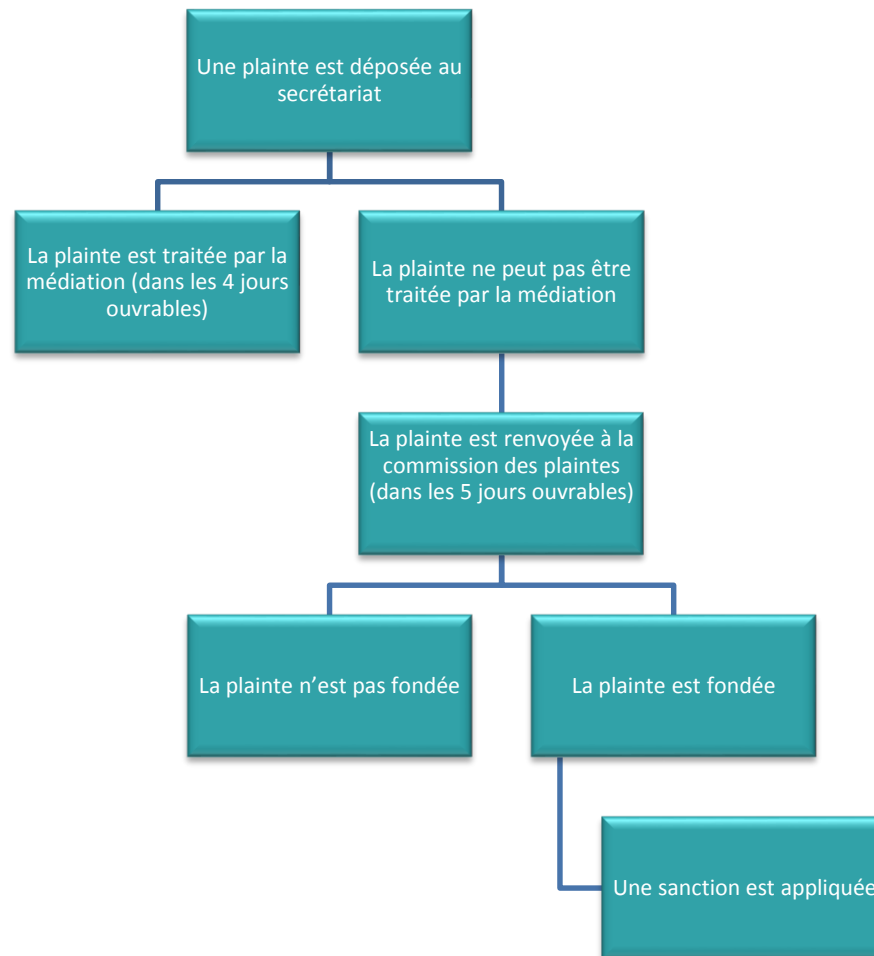 Une plainte est déposée au
secrétariat
La plainte est traitée par la
médiation (dans les 4 jours
ouvrables)
La plainte ne peut pas être
traitée par la médiation
La plainte est renvoyée à la
commission des plaintes
(dans les 5 jours ouvrables)
La plainte n’est pas fondée
La plainte est fondée
Une sanction est appliquée